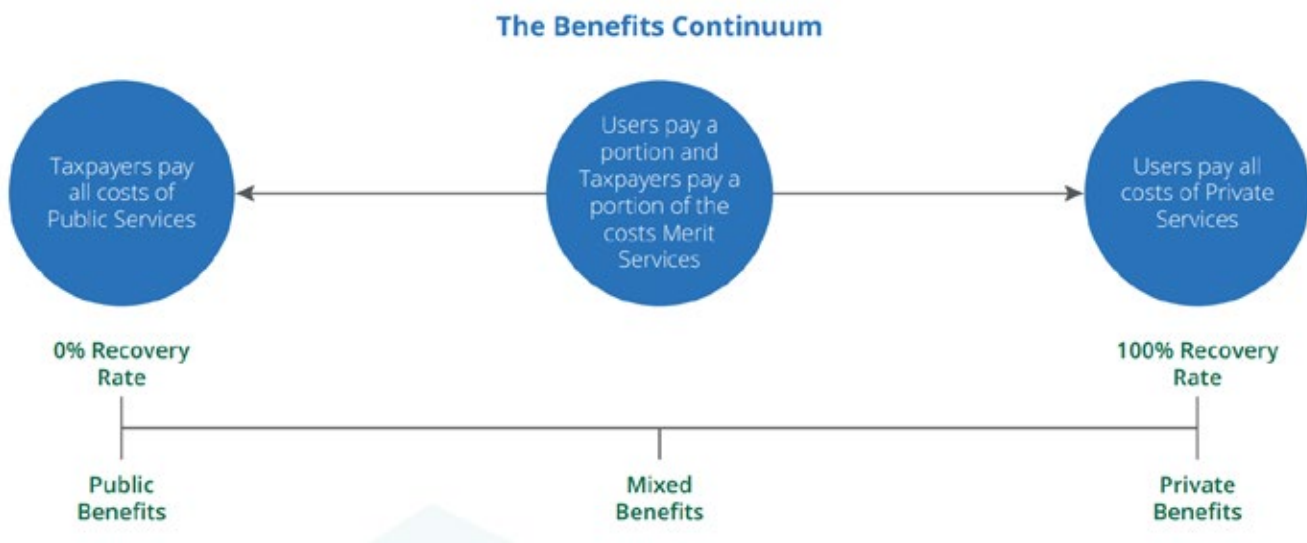 The Benefits Continuum
Taxpayers pay
all costs of
Public Services
Users pay a
portion and
Taxpayers pay a
portion of the
costs Merit
Services
Users pay all
costs of Private
Services
0% Recovery
Rate
100% Recovery
Rate
Public
Benefits
Mixed
Benefits
Private
Benefits